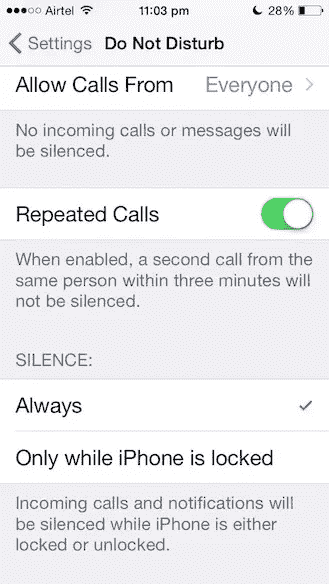 Airtel 11:03 pm 28%
Settings Do Not Disturb
Allow Calls From Everyone
No incoming calls or messages will
be silenced.
Repeated Calls
When enabled, a second call from the
same person within three minutes will
not be silenced.
SILENCE:
Always
Only while iPhone is locked
Incoming calls and notifications will
be silenced while iPhone is either
locked or unlocked.